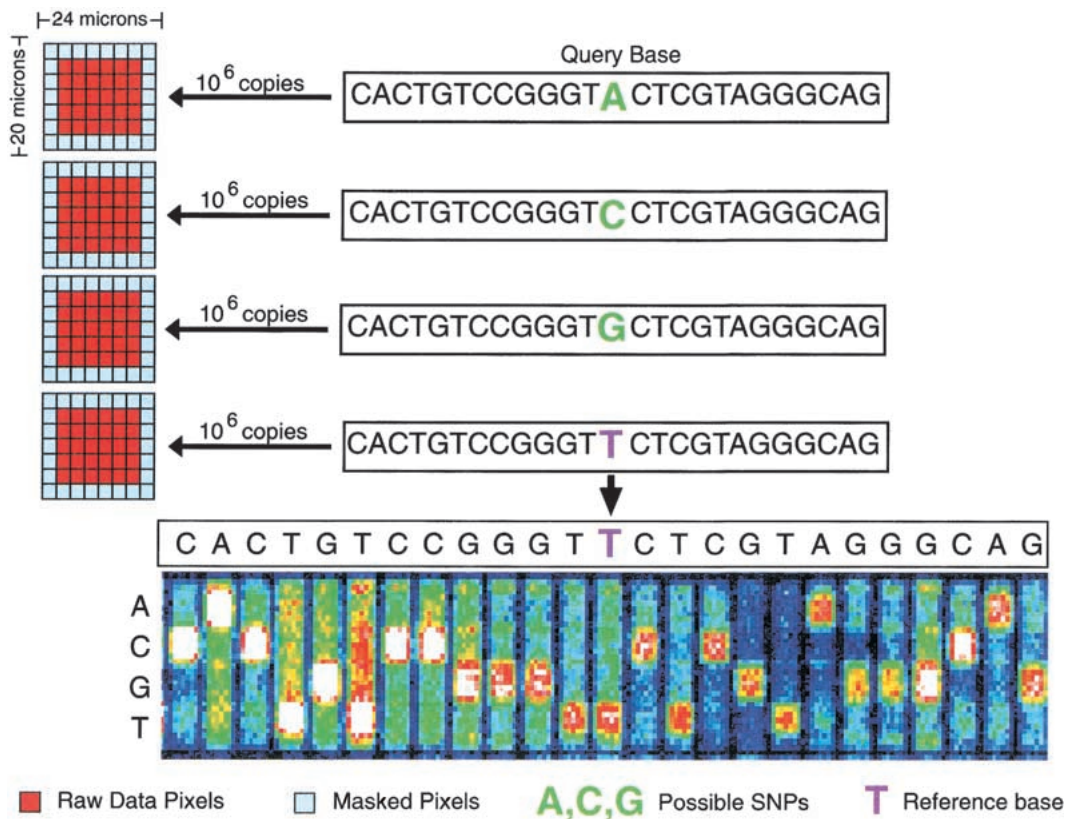 24 microns
20 microns
Query Base
10^6 copies
CACTGTCCGGGTACTCGTAGGGCAG
10^6 copies
CACTGTCCGGGTCCTCGTAGGGCAG
10^6 copies
CACTGTCCGGGTGCTCGTAGGGCAG
10^6 copies
CACTGTCCGGGTTCTCGTAGGGCAG
C A C T G T C C G G G T T C T C G T A G G G C A G
A
C
G
T
Raw Data Pixels
Masked Pixels
A,C,G Possible SNPs
T Reference base